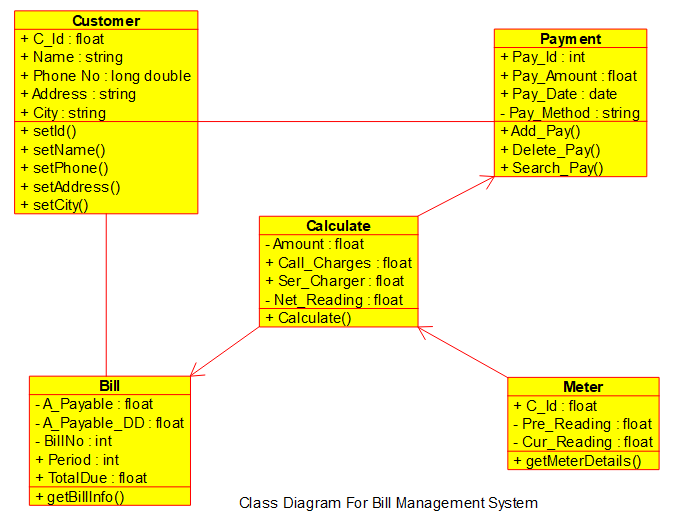 Customer
+ C_Id : float
+ Name : string
+ Phone No : long double
+ Address : string
+ City : string
+ setId()
+ setName()
+ setPhone()
+ setAddress()
+ setCity()
Payment
+ Pay_Id : int
+ Pay_Amount : float
+ Pay_Date : date
- Pay_Method : string
+Add_Pay()
+ Delete_Pay()
+ Search_Pay()
Calculate
- Amount : float
+ Call_Charges : float
+ Ser_Charger : float
- Net_Reading : float
+ Calculate()
Bill
- A_Payable : float
- A_Payable_DD : float
- BillNo : int
+ Period : int
+ TotalDue : float
+ getBillInfo()
Meter
+ C_Id : float
- Pre_Reading : float
- Cur_Reading : float
+ getMeterDetails()
Class Diagram For Bill Management System